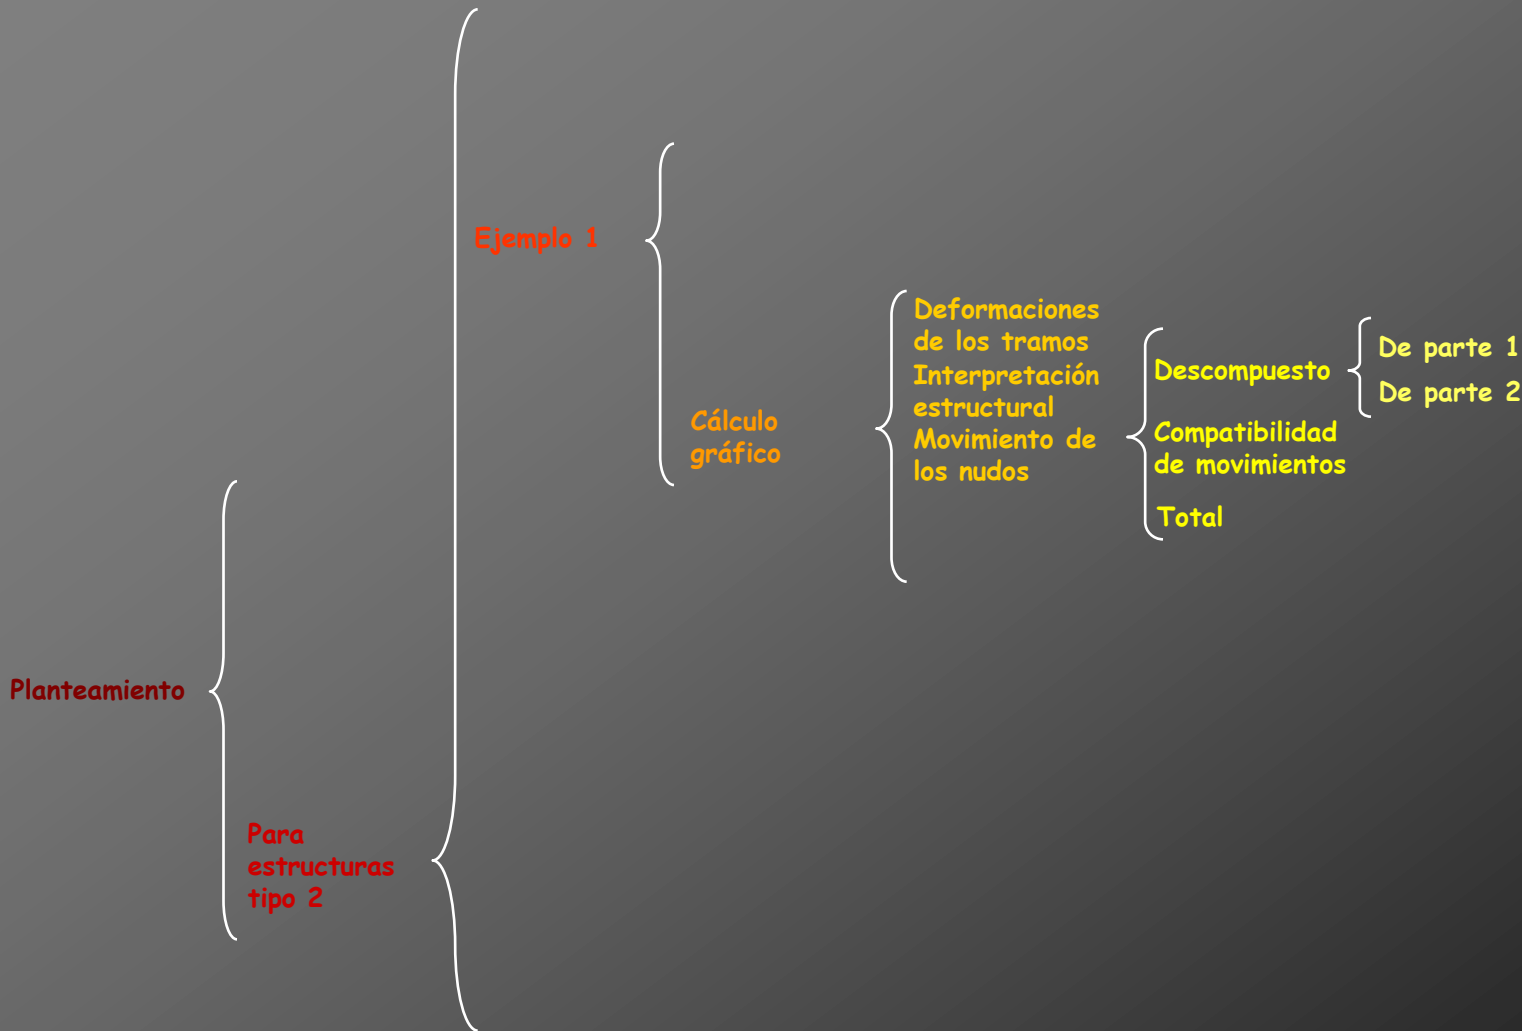 Planteamiento
Para
estructuras
tipo 2
Ejemplo 1
Cálculo
gráfico
Deformaciones
de los tramos
Interpretación
estructural
Movimiento de
los nudos
Descompuesto
De parte 1
De parte 2
Compatibilidad
de movimientos
Total